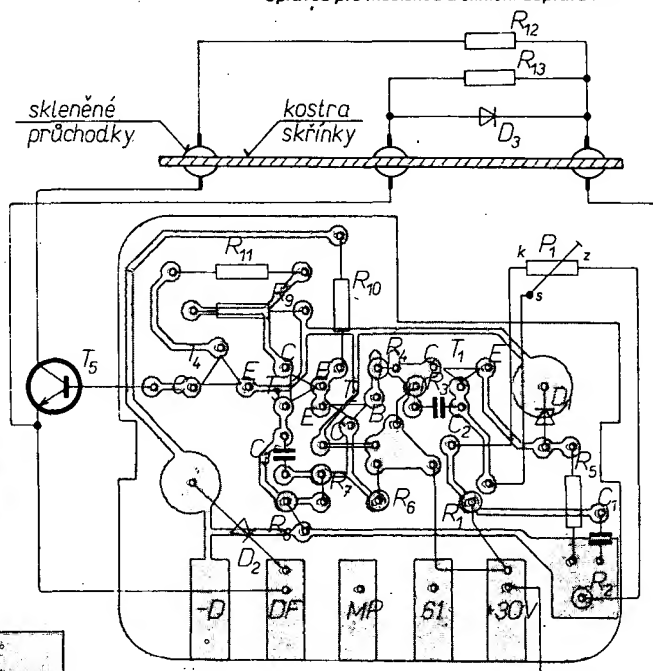 R12
R13
skleněné
průchodky
kostra
skřínky
D3
P1
k
z
s
R11
R9
R10
T4
T5
C
E
C
E
R4
C
T1
E
R3
B
C2
D1
R5
C1
R7
R6
R8
R1
R2
D2
-D
DF
MP
61
+30V